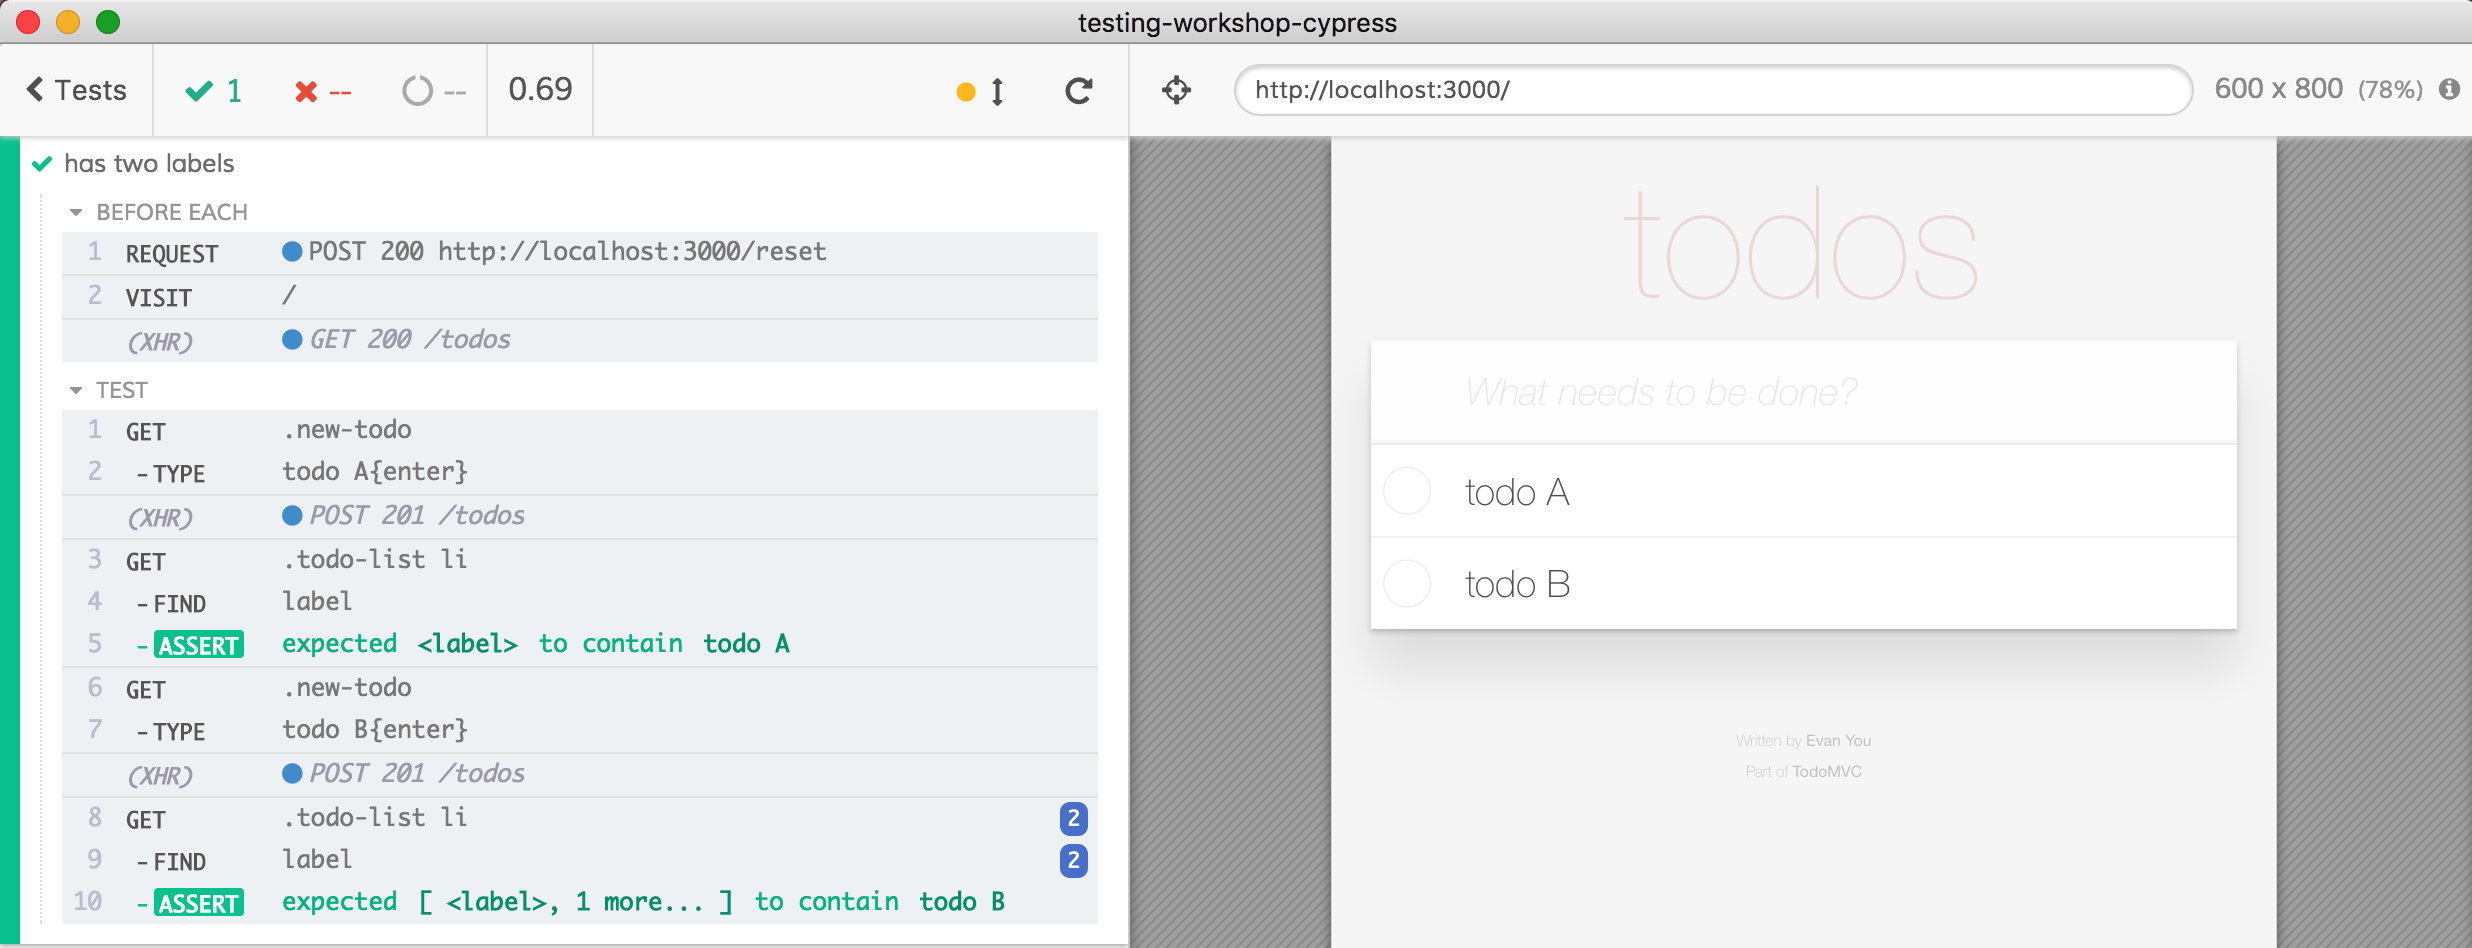 testing-workshop-cypress
Tests 1 -- -- 0.69 http://localhost:3000/ 600 x 800 (78%)
has two labels
BEFORE EACH
1 REQUEST POST 200 http://localhost:3000/reset
2 VISIT /
(XHR) GET 200 /todos
TEST
1 GET .new-todo
2 -TYPE todo A{enter}
(XHR) POST 201 /todos
3 GET .todo-list li
4 -FIND label
5 -ASSERT expected <label> to contain todo A
6 GET .new-todo
7 -TYPE todo B{enter}
(XHR) POST 201 /todos
8 GET .todo-list li 2
9 -FIND label 2
10 -ASSERT expected [ <label>, 1 more... ] to contain todo B
todos
What needs to be done?
todo A
todo B
Written by Evan You
Part of TodoMVC